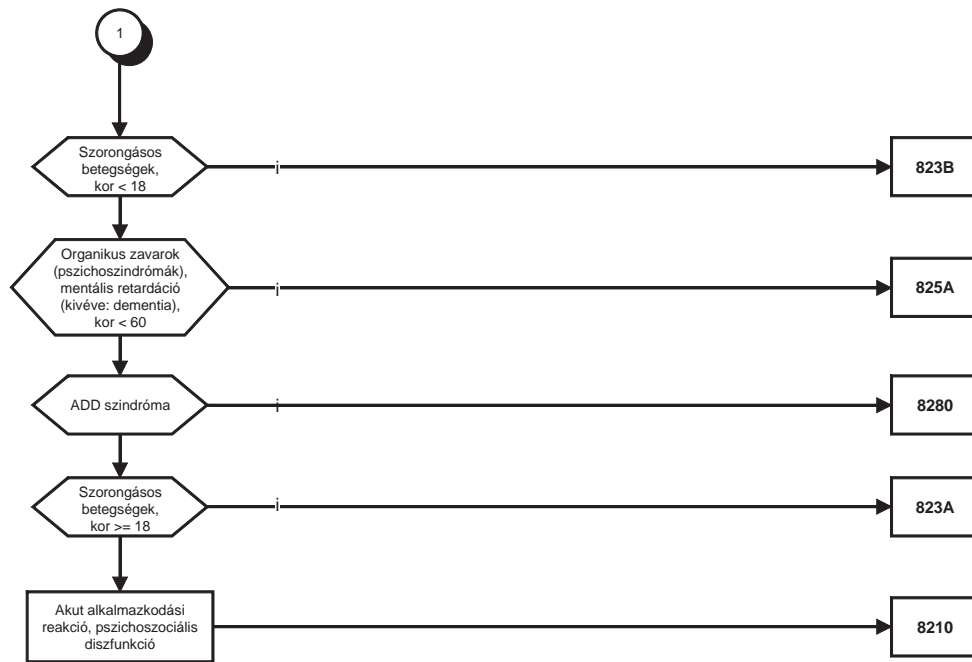 1
Szorongásos
betegségek,
kor < 18
i
823B
Organikus zavarok
(pszichoszindrómák),
mentális retardáció
(kivéve: dementia),
kor < 60
i
825A
ADD szindróma
i
8280
Szorongásos
betegségek,
kor >= 18
i
823A
Akut alkalmazkodási
reakció, pszichoszociális
diszfunkció
8210